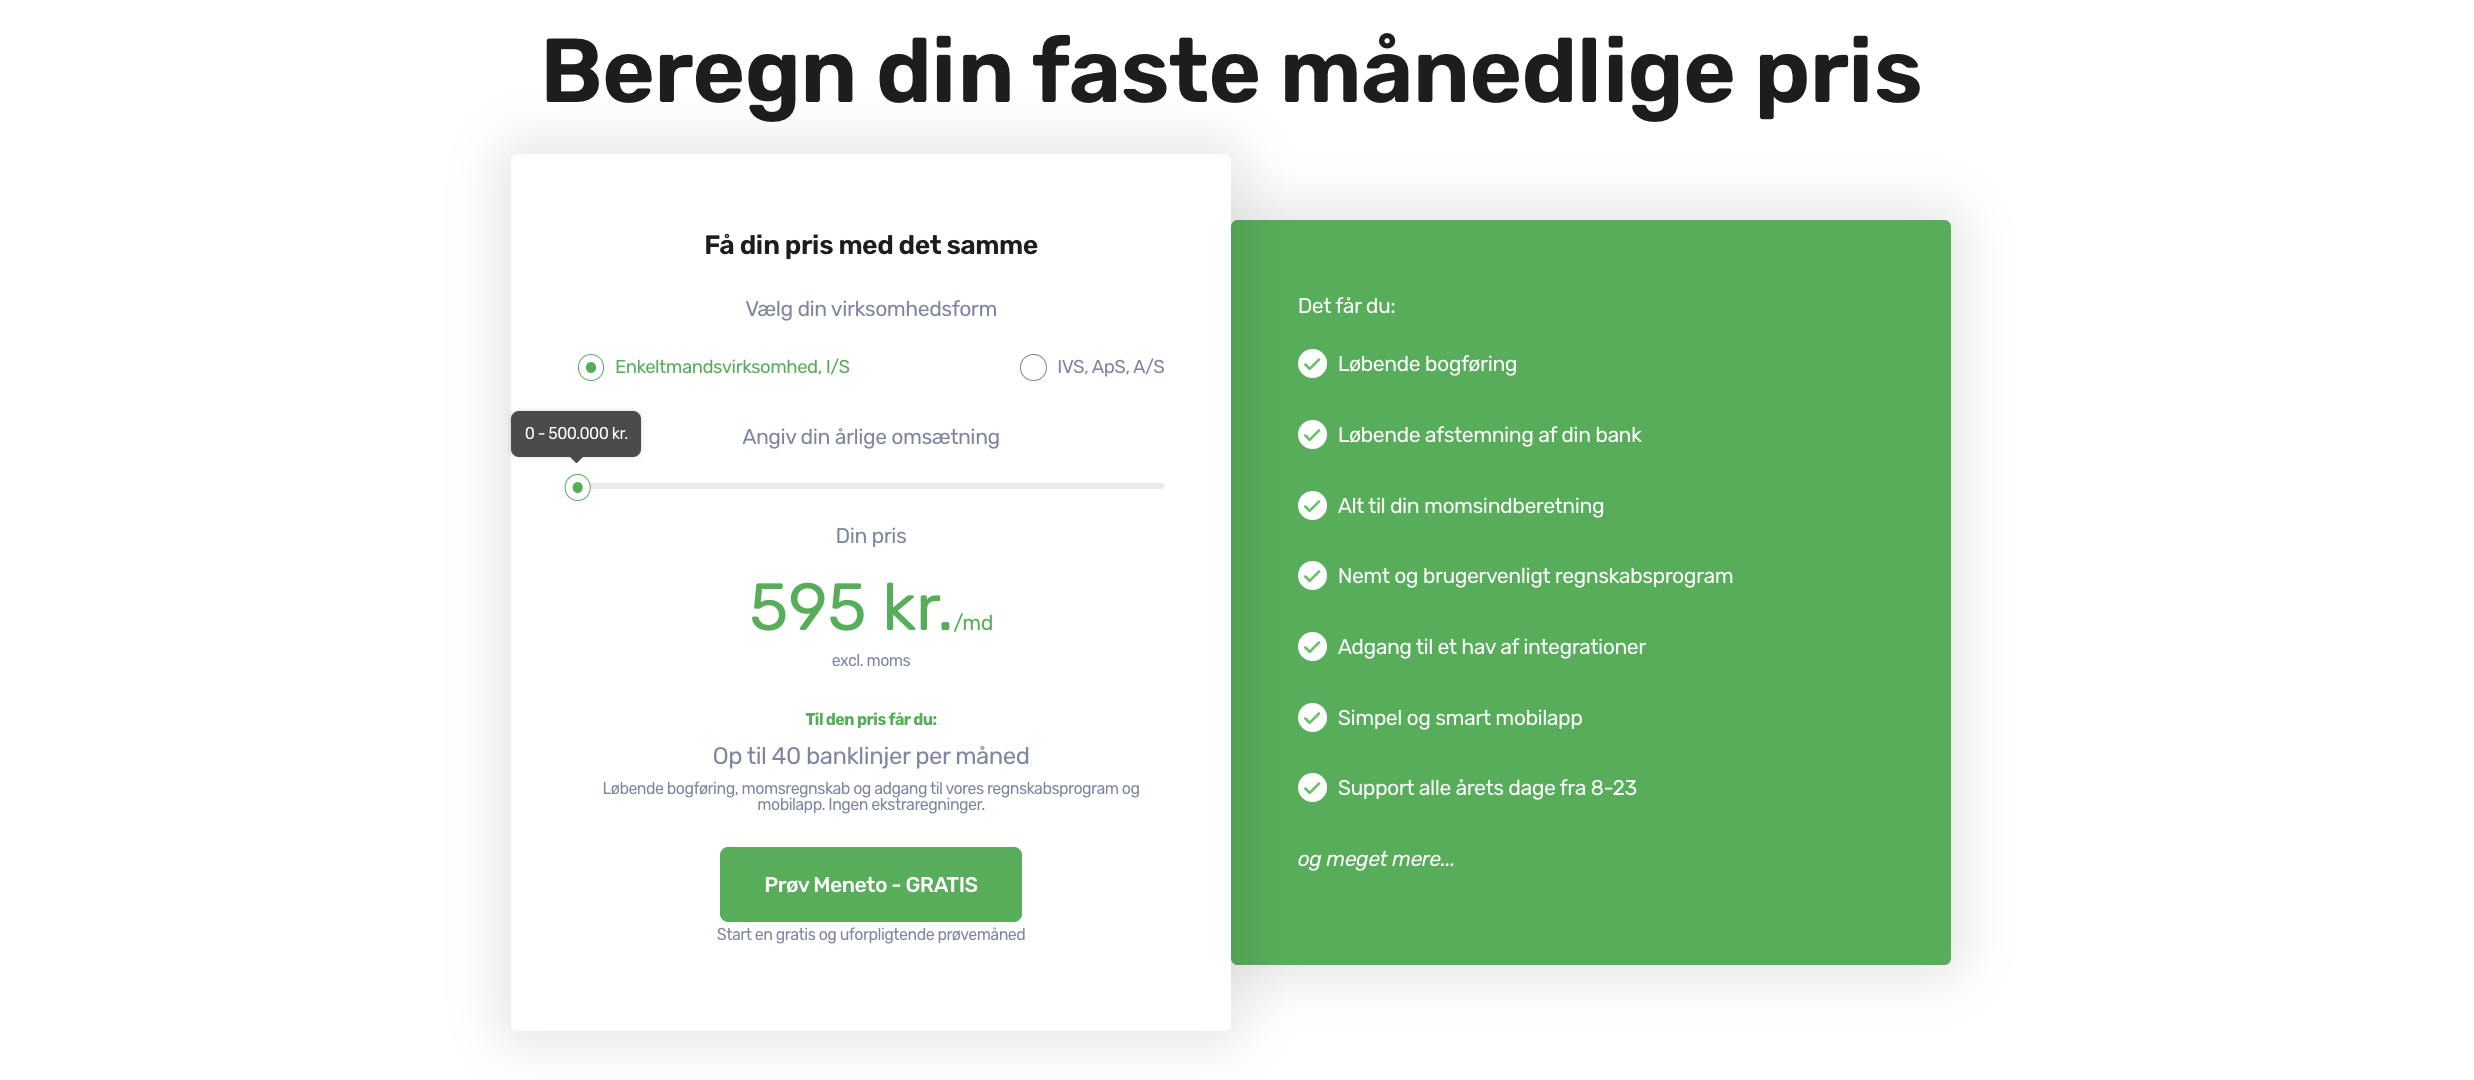 Beregn din faste månedlige pris
Få din pris med det samme
Vælg din virksomhedsform
Enkeltmandsvirksomhed, I/S
IVS, ApS, A/S
0 - 500.000 kr.
Angiv din årlige omsætning
Din pris
595 kr./md
excl. moms
Til den pris får du:
Op til 40 banklinjer per måned
Løbende bogføring, momsregnskab og adgang til vores regnskabsprogram og
mobilapp. Ingen ekstraregninger.
Prøv Meneto - GRATIS
Start en gratis og uforpligtende prøvemåned
Det får du:
Løbende bogføring
Løbende afstemning af din bank
Alt til din momsindberetning
Nemt og brugervenligt regnskabsprogram
Adgang til et hav af integrationer
Simpel og smart mobilapp
Support alle årets dage fra 8-23
og meget mere...